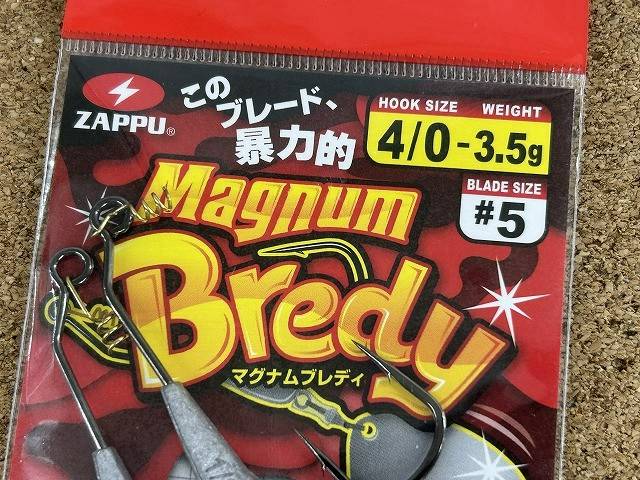 ZAPPU®
このブレード、
暴力的
HOOK SIZE WEIGHT
4/0-3.5g
BLADE SIZE
#5
Magnum
Bredy
マグナムブレディ